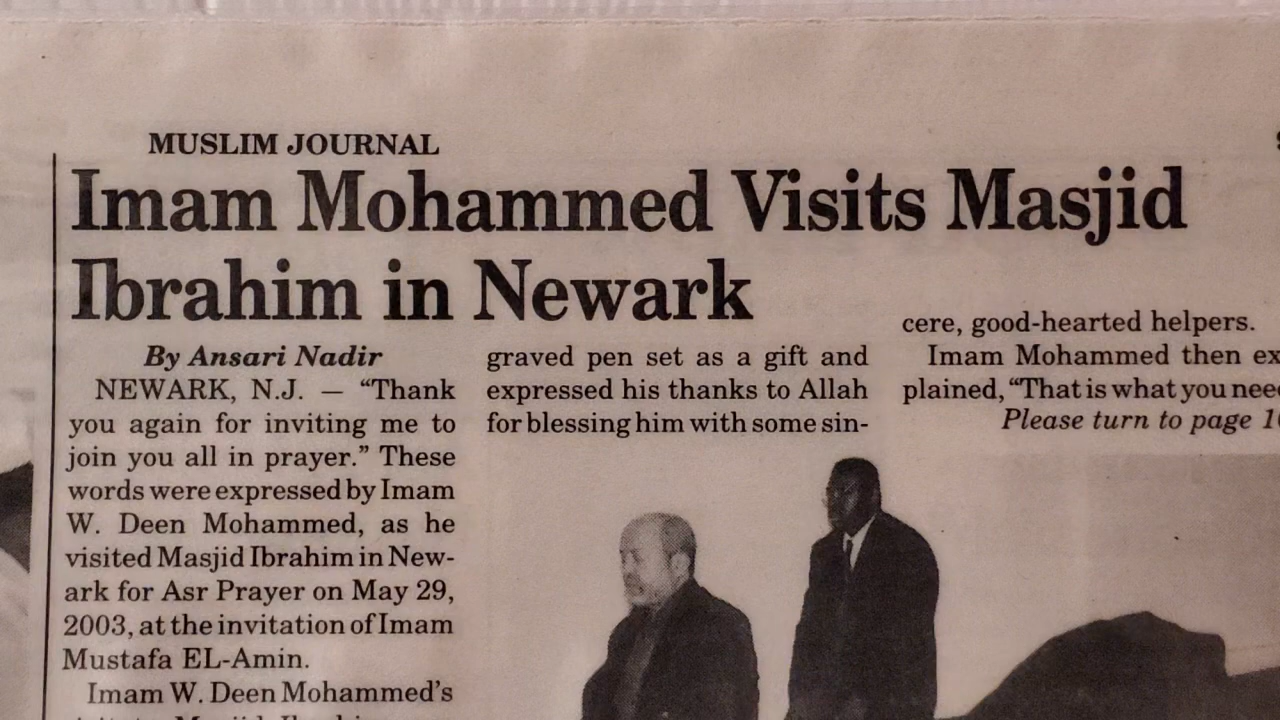 MUSLIM JOURNAL
Imam Mohammed Visits Masjid
Ibrahim in Newark
By Ansari Nadir
NEWARK, N.J. — “Thank
you again for inviting me to
join you all in prayer.” These
words were expressed by Imam
W. Deen Mohammed, as he
visited Masjid Ibrahim in New-
ark for Asr Prayer on May 29,
2003, at the invitation of Imam
Mustafa EL-Amin.
Imam W. Deen Mohammed’s
graved pen set as a gift and
expressed his thanks to Allah
for blessing him with some sin-
cere, good-hearted helpers.
Imam Mohammed then ex
plained, “That is what you nee
Please turn to page 1